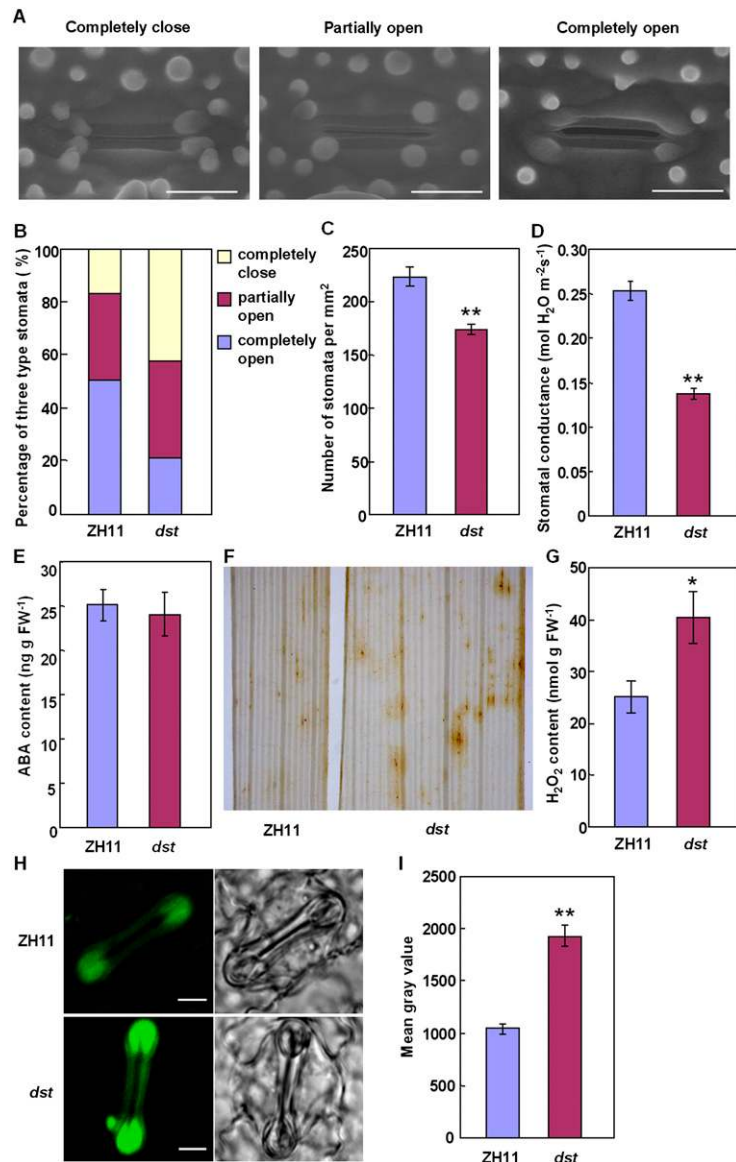 A
Completely close
Partially open
Completely open
B
Percentage of three type stomata ( %)
100
80
60
40
20
0
ZH11
dst
completely
close
partially
open
completely
open
C
Number of stomata per mm²
250
200
150
100
50
0
**
ZH11
dst
D
Stomatal conductance (mol H₂O m⁻²s⁻¹)
0.30
0.25
0.20
0.15
0.10
0.05
0
**
ZH11
dst
E
ABA content (ng g FW⁻¹)
30
25
20
15
10
5
0
ZH11
dst
F
ZH11
dst
G
H₂O₂ content (nmol g FW⁻¹)
50
40
30
20
10
0
*
ZH11
dst
H
ZH11
dst
I
Mean gray value
2500
2000
1500
1000
500
0
**
ZH11
dst